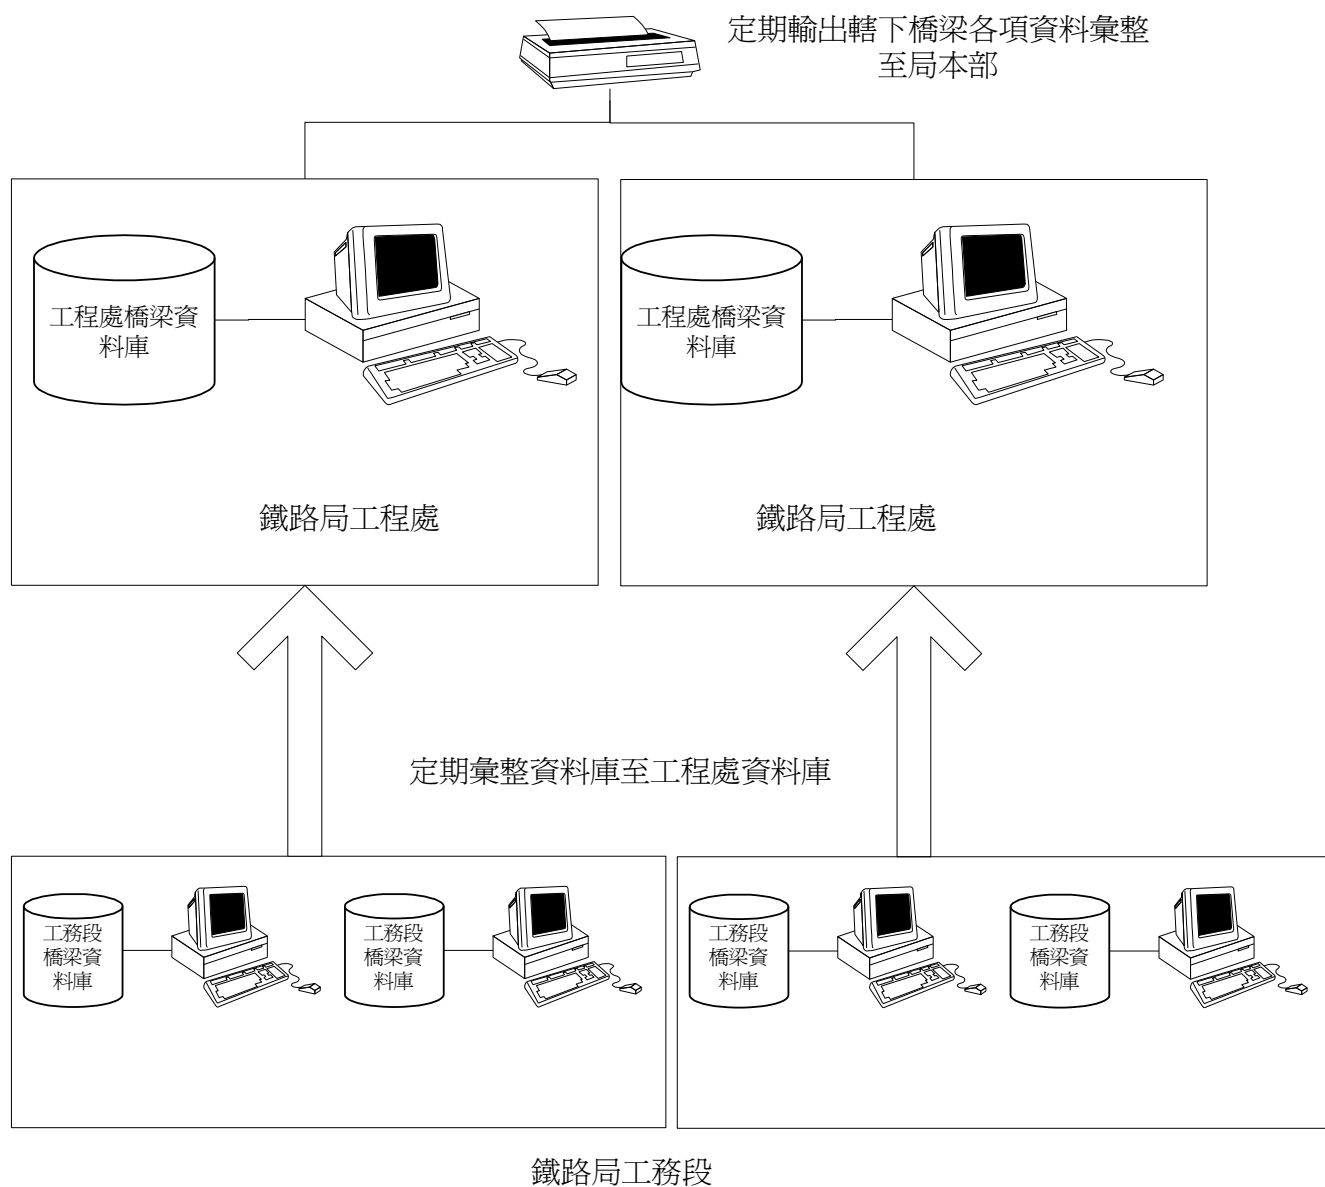 定期輸出轄下橋梁各項資料彙整
至局本部
工程處橋梁資
料庫
工程處橋梁資
料庫
鐵路局工程處
鐵路局工程處
定期彙整資料庫至工程處資料庫
工務段
橋梁資
料庫
工務段
橋梁資
料庫
工務段
橋梁資
料庫
工務段
橋梁資
料庫
鐵路局工務段